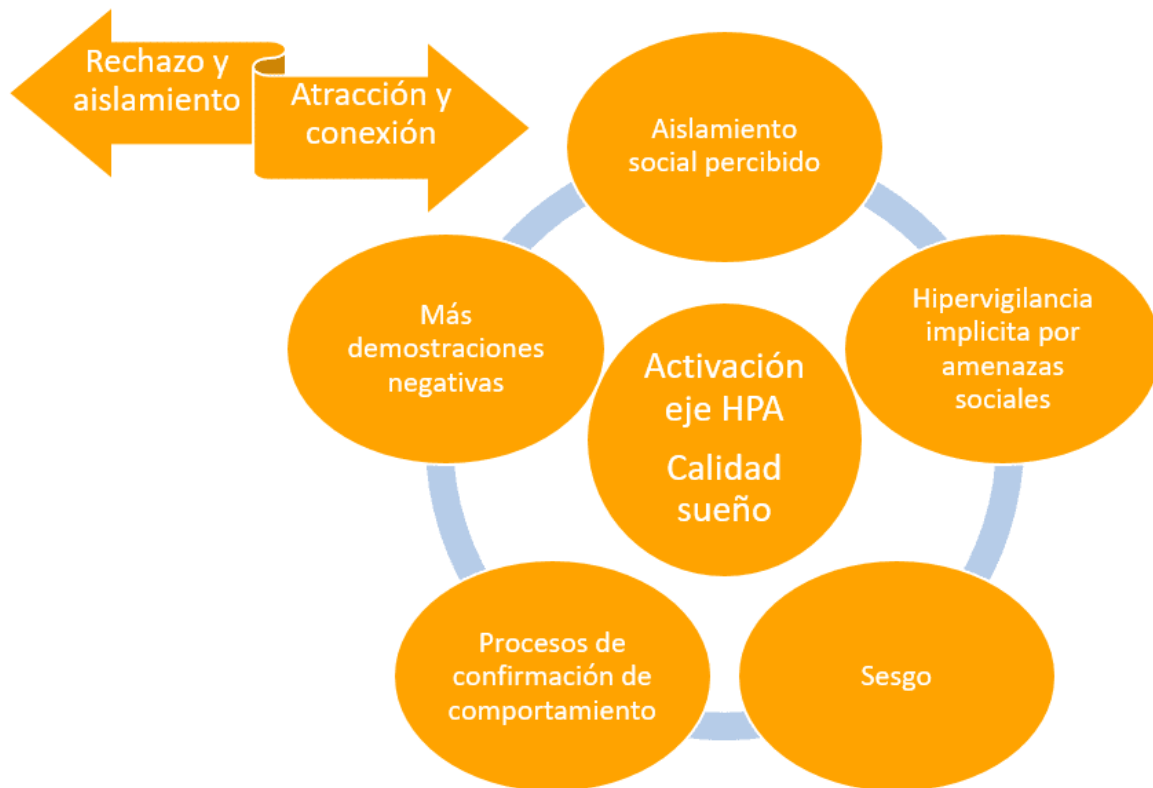 Rechazo y
aislamiento
Atracción y
conexión
Aislamiento
social percibido
Hipervigilancia
implicita por
amenazas
sociales
Sesgo
Procesos de
confirmación de
comportamiento
Más
demostraciones
negativas
Activación
eje HPA
Calidad
sueño